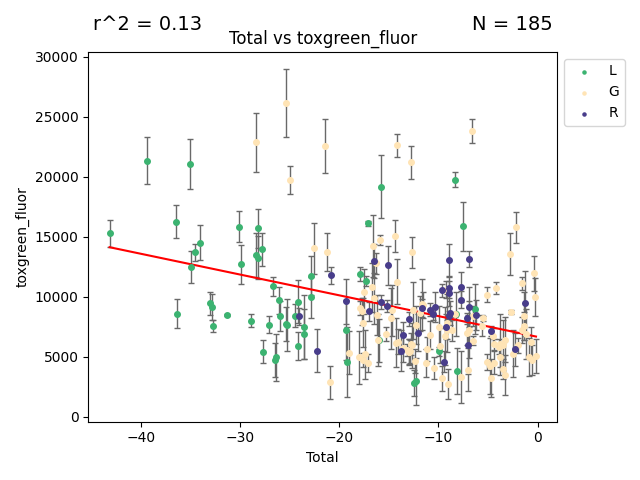 r^2 = 0.13
N = 185
Total vs toxgreen_fluor
30000
25000
20000
15000
10000
5000
0
toxgreen_fluor
−40
−30
−20
−10
0
Total
L
G
R